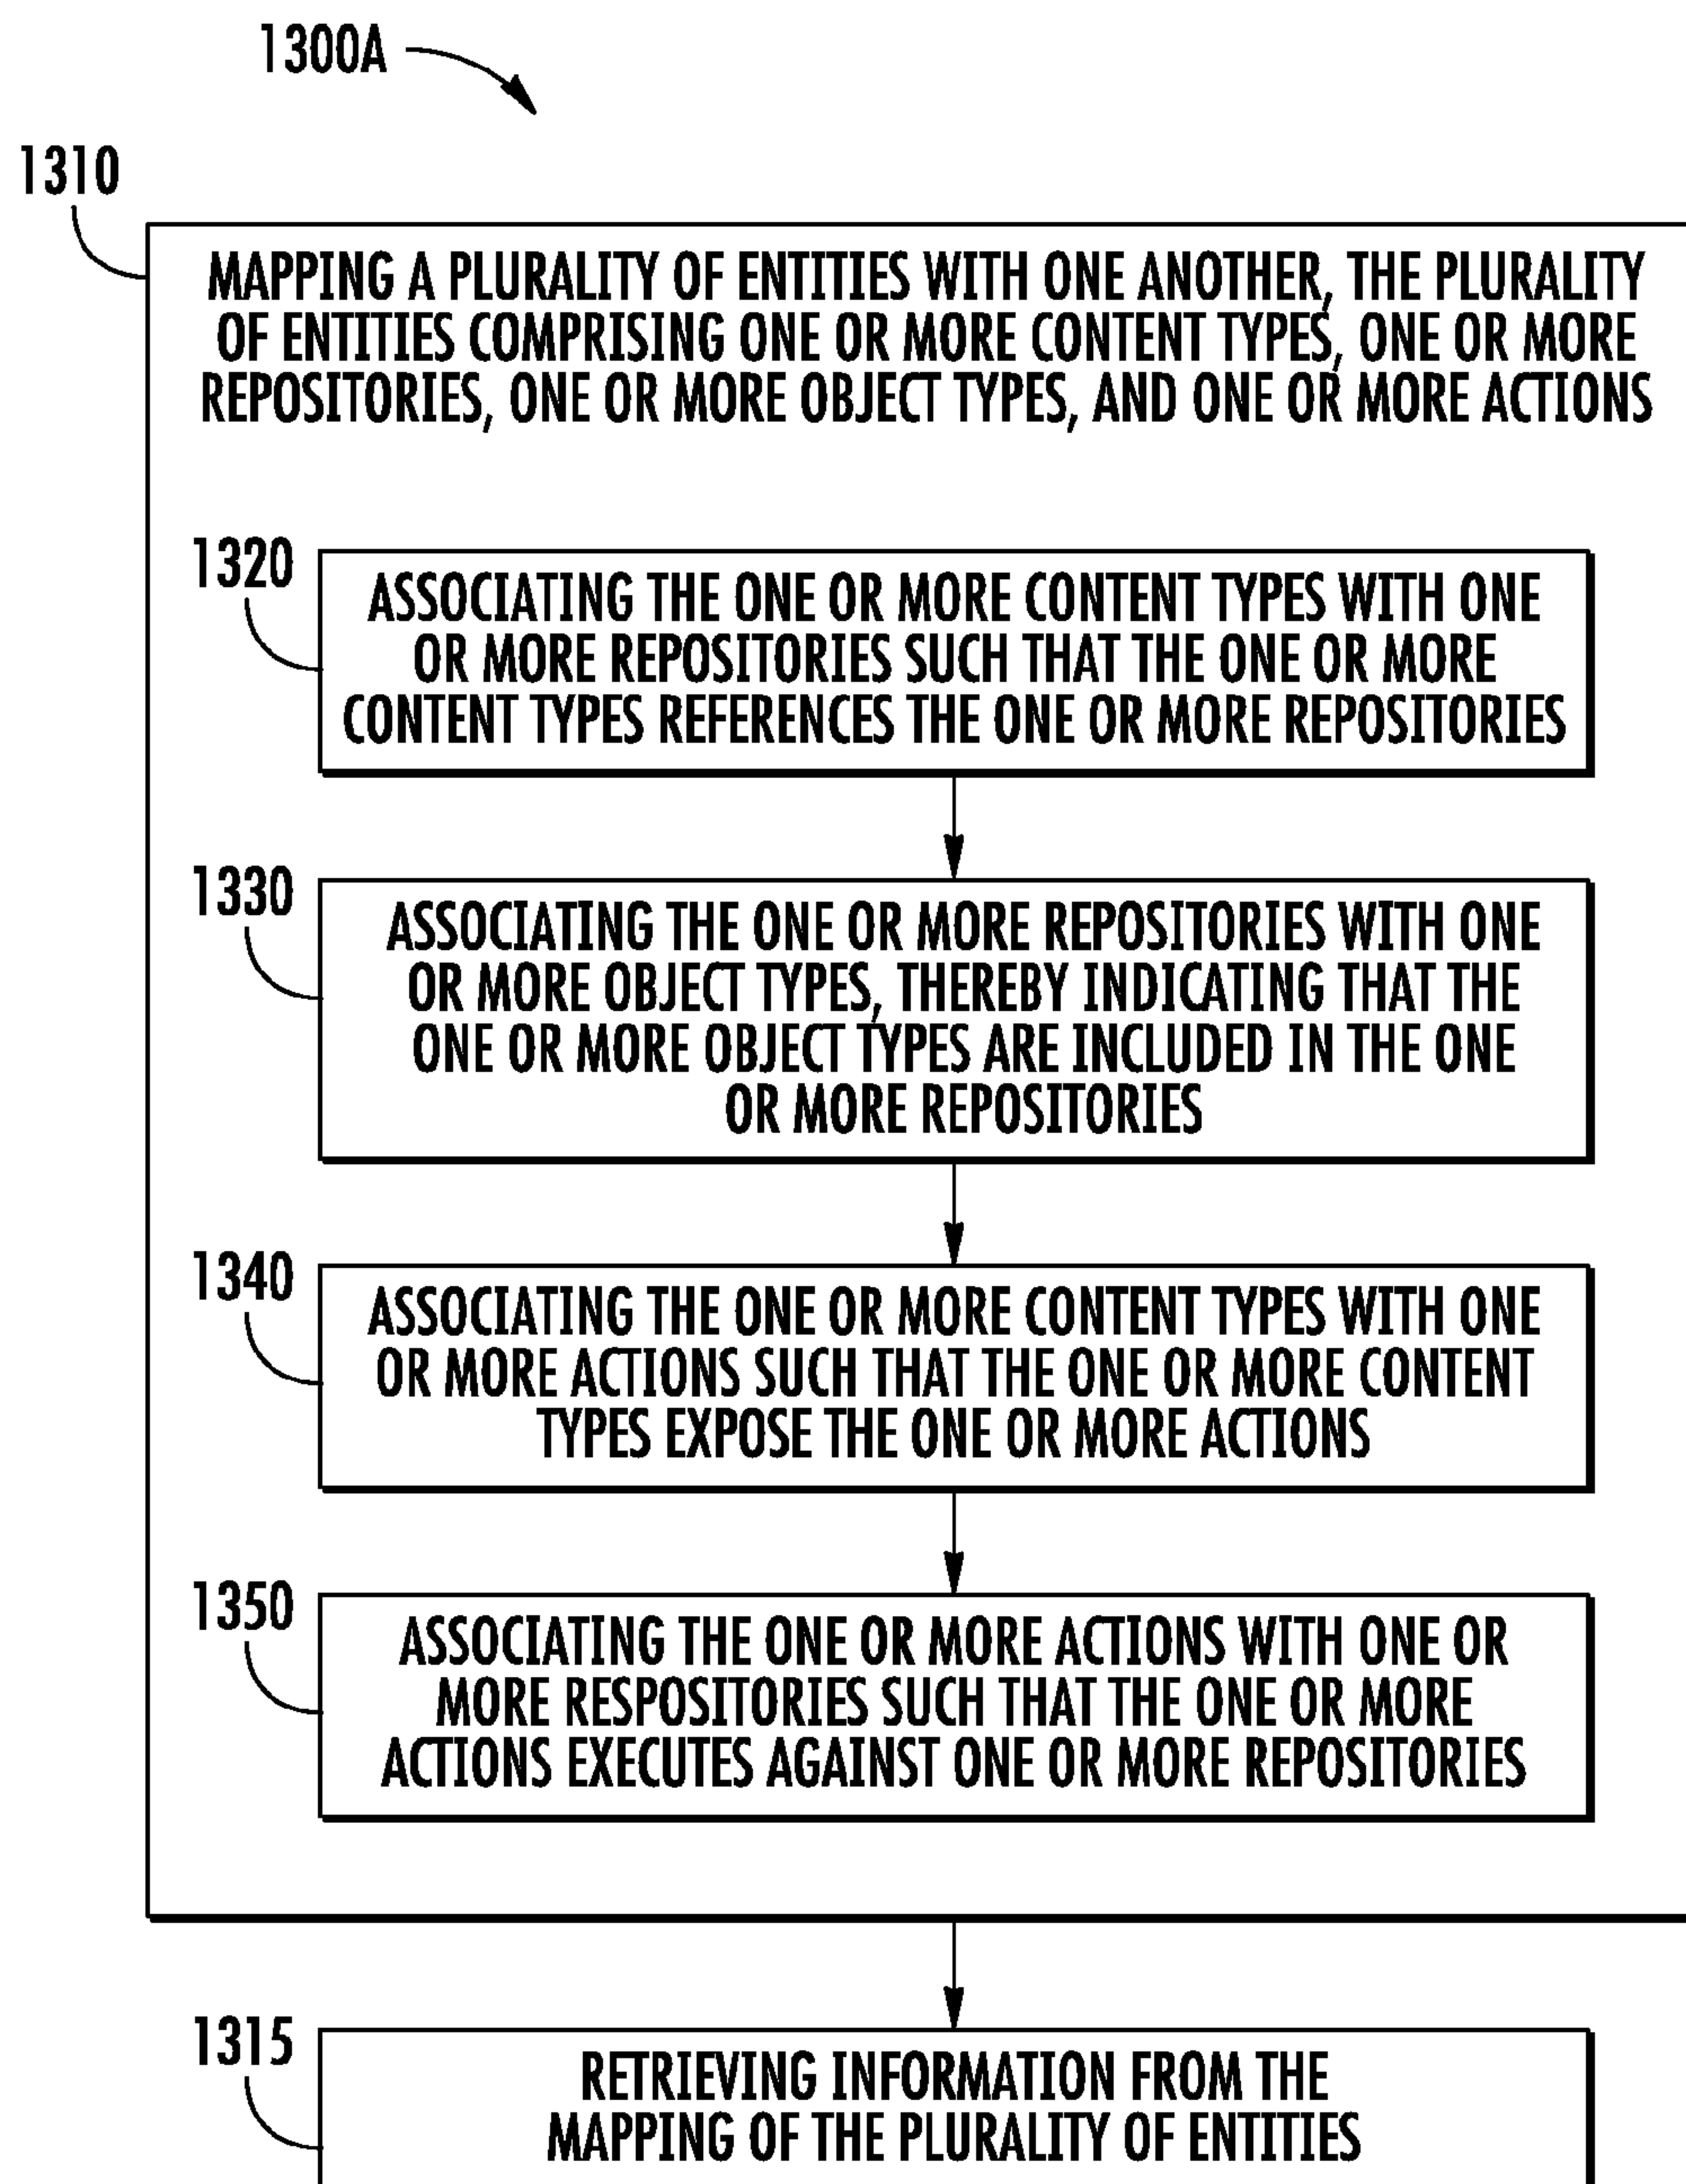 1300A
1310
MAPPING A PLURALITY OF ENTITIES WITH ONE ANOTHER, THE PLURALITY
OF ENTITIES COMPRISING ONE OR MORE CONTENT TYPES, ONE OR MORE
REPOSITORIES, ONE OR MORE OBJECT TYPES, AND ONE OR MORE ACTIONS
1320
ASSOCIATING THE ONE OR MORE CONTENT TYPES WITH ONE
OR MORE REPOSITORIES SUCH THAT THE ONE OR MORE
CONTENT TYPES REFERENCES THE ONE OR MORE REPOSITORIES
1330
ASSOCIATING THE ONE OR MORE REPOSITORIES WITH ONE
OR MORE OBJECT TYPES, THEREBY INDICATING THAT THE
ONE OR MORE OBJECT TYPES ARE INCLUDED IN THE ONE
OR MORE REPOSITORIES
1340
ASSOCIATING THE ONE OR MORE CONTENT TYPES WITH ONE
OR MORE ACTIONS SUCH THAT THE ONE OR MORE CONTENT
TYPES EXPOSE THE ONE OR MORE ACTIONS
1350
ASSOCIATING THE ONE OR MORE ACTIONS WITH ONE OR
MORE RESPOSITORIES SUCH THAT THE ONE OR MORE
ACTIONS EXECUTES AGAINST ONE OR MORE REPOSITORIES
1315
RETRIEVING INFORMATION FROM THE
MAPPING OF THE PLURALITY OF ENTITIES